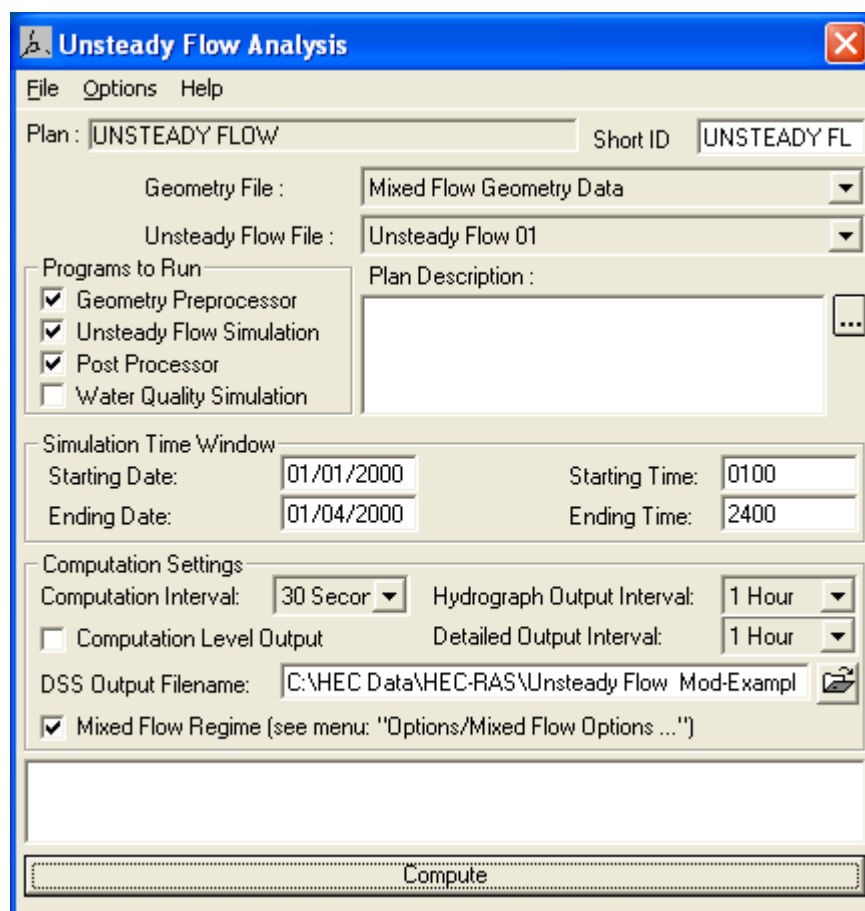 Unsteady Flow Analysis
File Options Help
Plan : UNSTEADY FLOW Short ID UNSTEADY FL
Geometry File : Mixed Flow Geometry Data
Unsteady Flow File : Unsteady Flow 01
Programs to Run
Geometry Preprocessor
Unsteady Flow Simulation
Post Processor
Water Quality Simulation
Plan Description :
...
Simulation Time Window
Starting Date: 01/01/2000 Starting Time: 0100
Ending Date: 01/04/2000 Ending Time: 2400
Computation Settings
Computation Interval: 30 Secor Hydrograph Output Interval: 1 Hour
Computation Level Output Detailed Output Interval: 1 Hour
DSS Output Filename: C:\HEC Data\HEC-RAS\Unsteady Flow Mod-Exampl
Mixed Flow Regime (see menu: "Options/Mixed Flow Options ...")
Compute